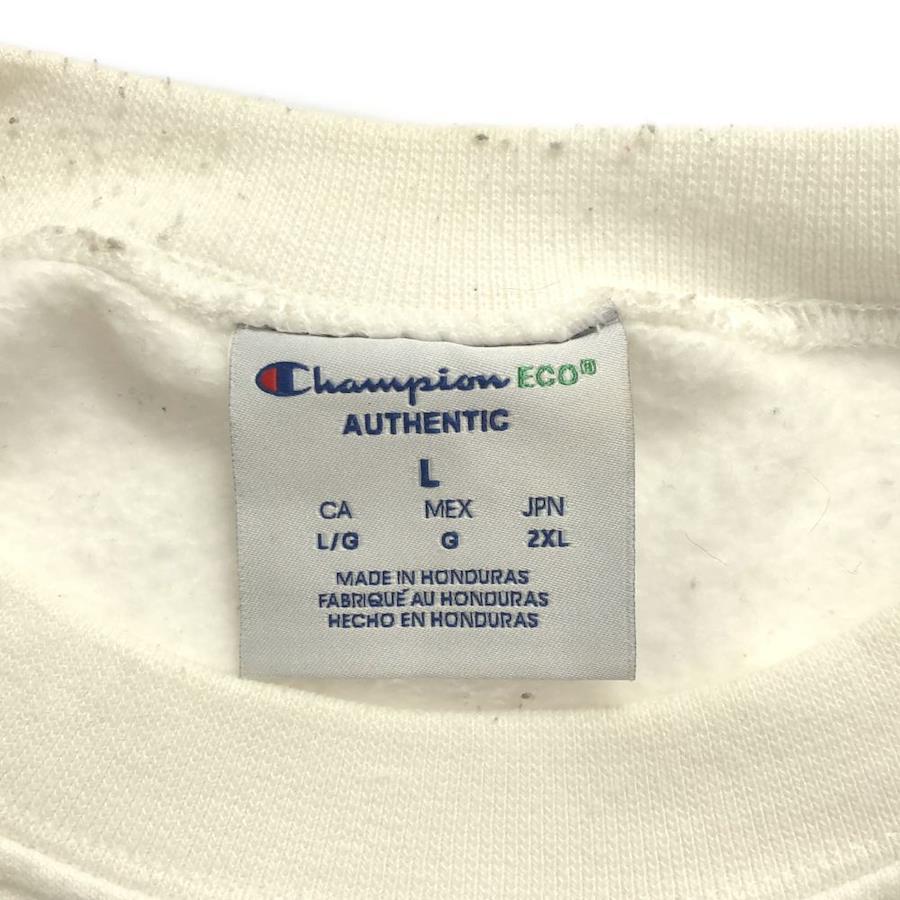 Champion ECO®
AUTHENTIC
L
CA MEX JPN
L/G G 2XL
MADE IN HONDURAS
FABRIQUÉ AU HONDURAS
HECHO EN HONDURAS